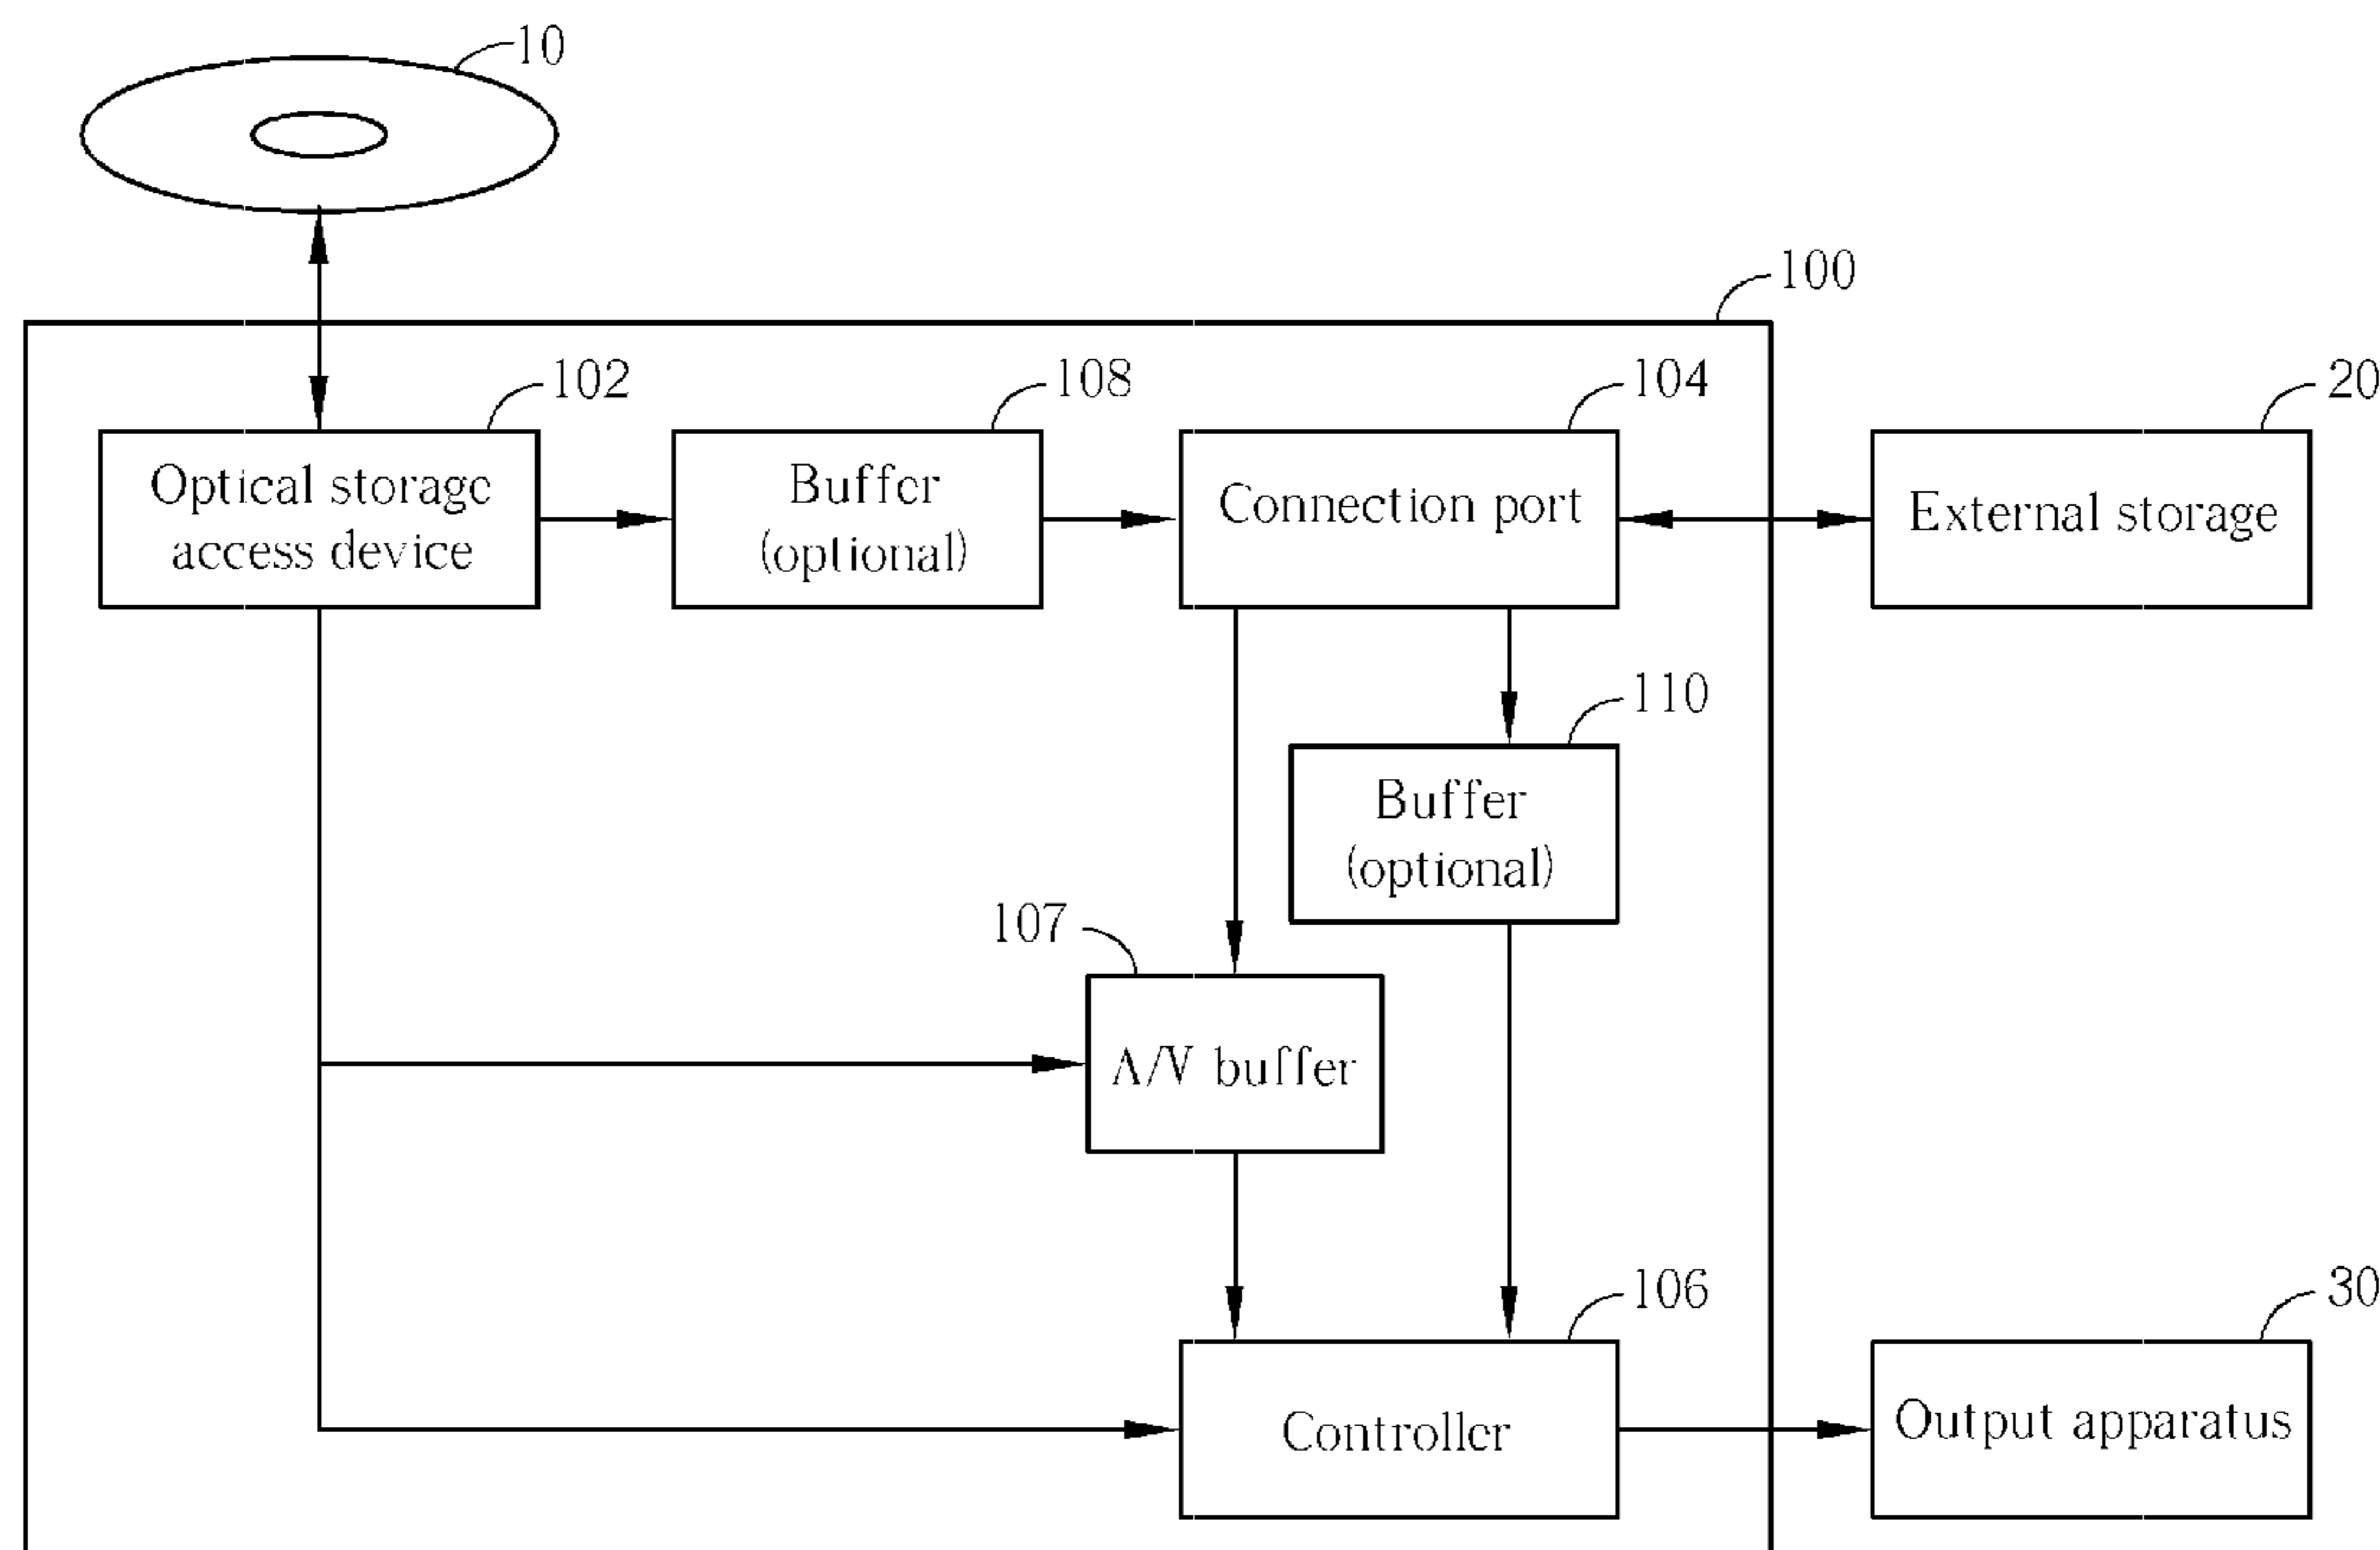 10
100
102
108
104
20
Optical storage
access device
Buffer
(optional)
Connection port
External storage
110
Buffer
(optional)
107
A/V buffer
106
30
Controller
Output apparatus